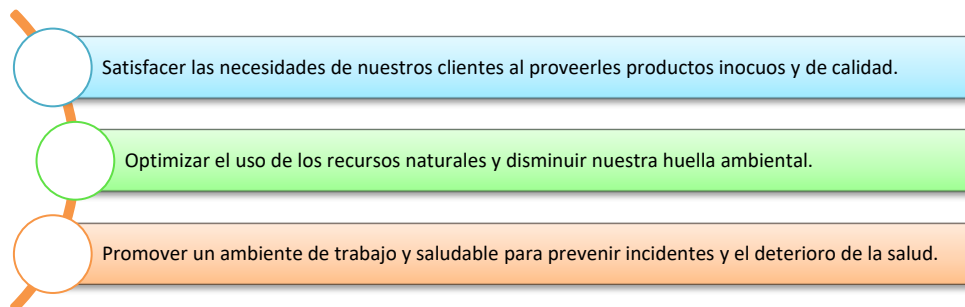 Satisfacer las necesidades de nuestros clientes al proveerles productos inocuos y de calidad.
Optimizar el uso de los recursos naturales y disminuir nuestra huella ambiental.
Promover un ambiente de trabajo y saludable para prevenir incidentes y el deterioro de la salud.